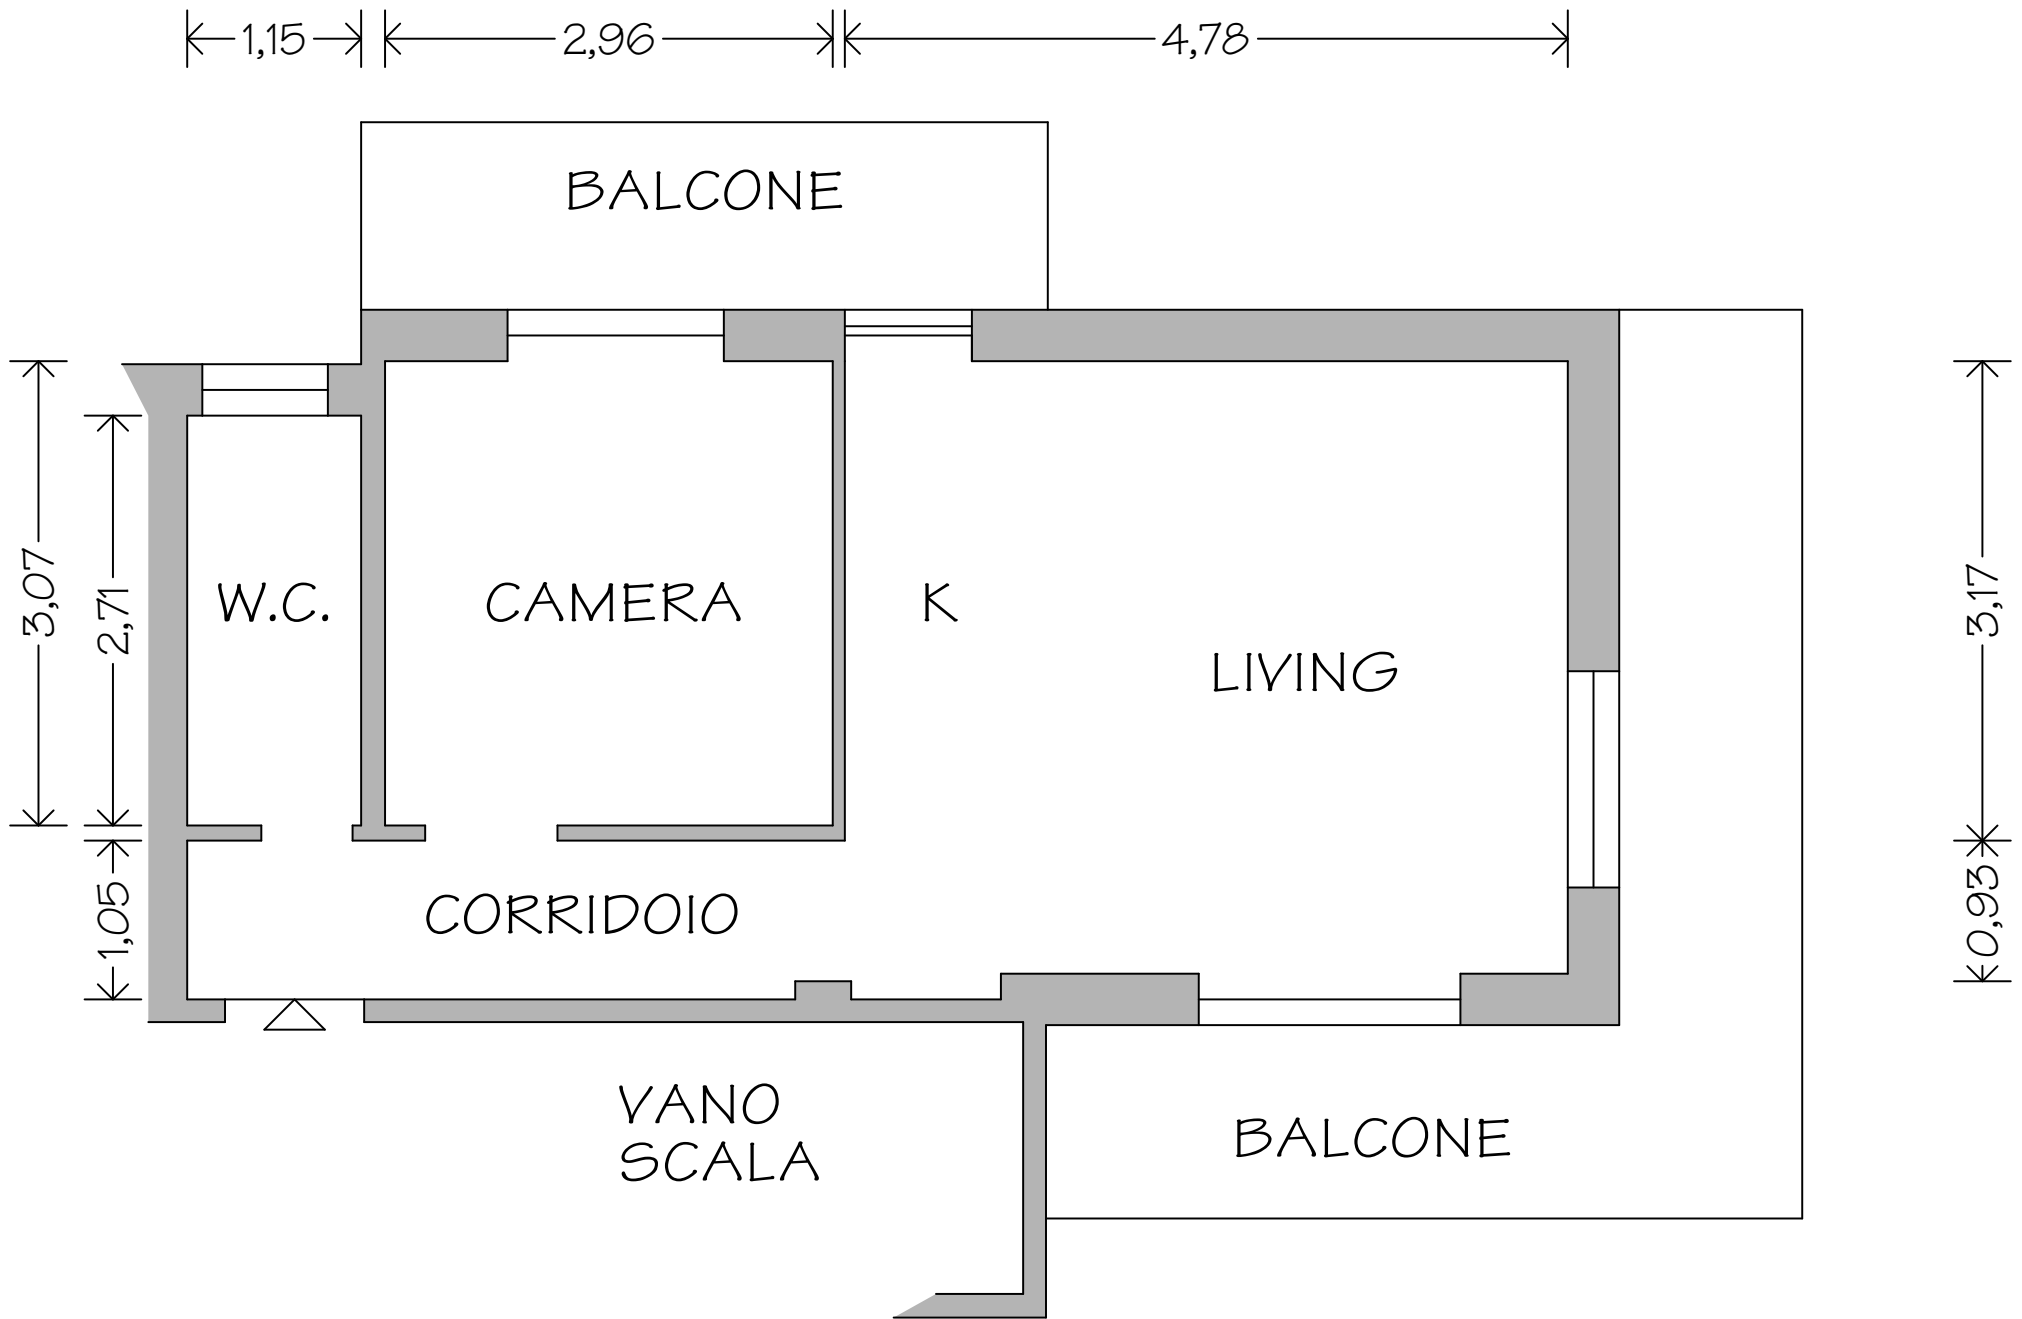 1,15
2,96
4,78
BALCONE
3,07
2,71
W.C.
CAMERA
K
LIVING
3,17
1,05
CORRIDOIO
0,93
VANO
SCALA
BALCONE